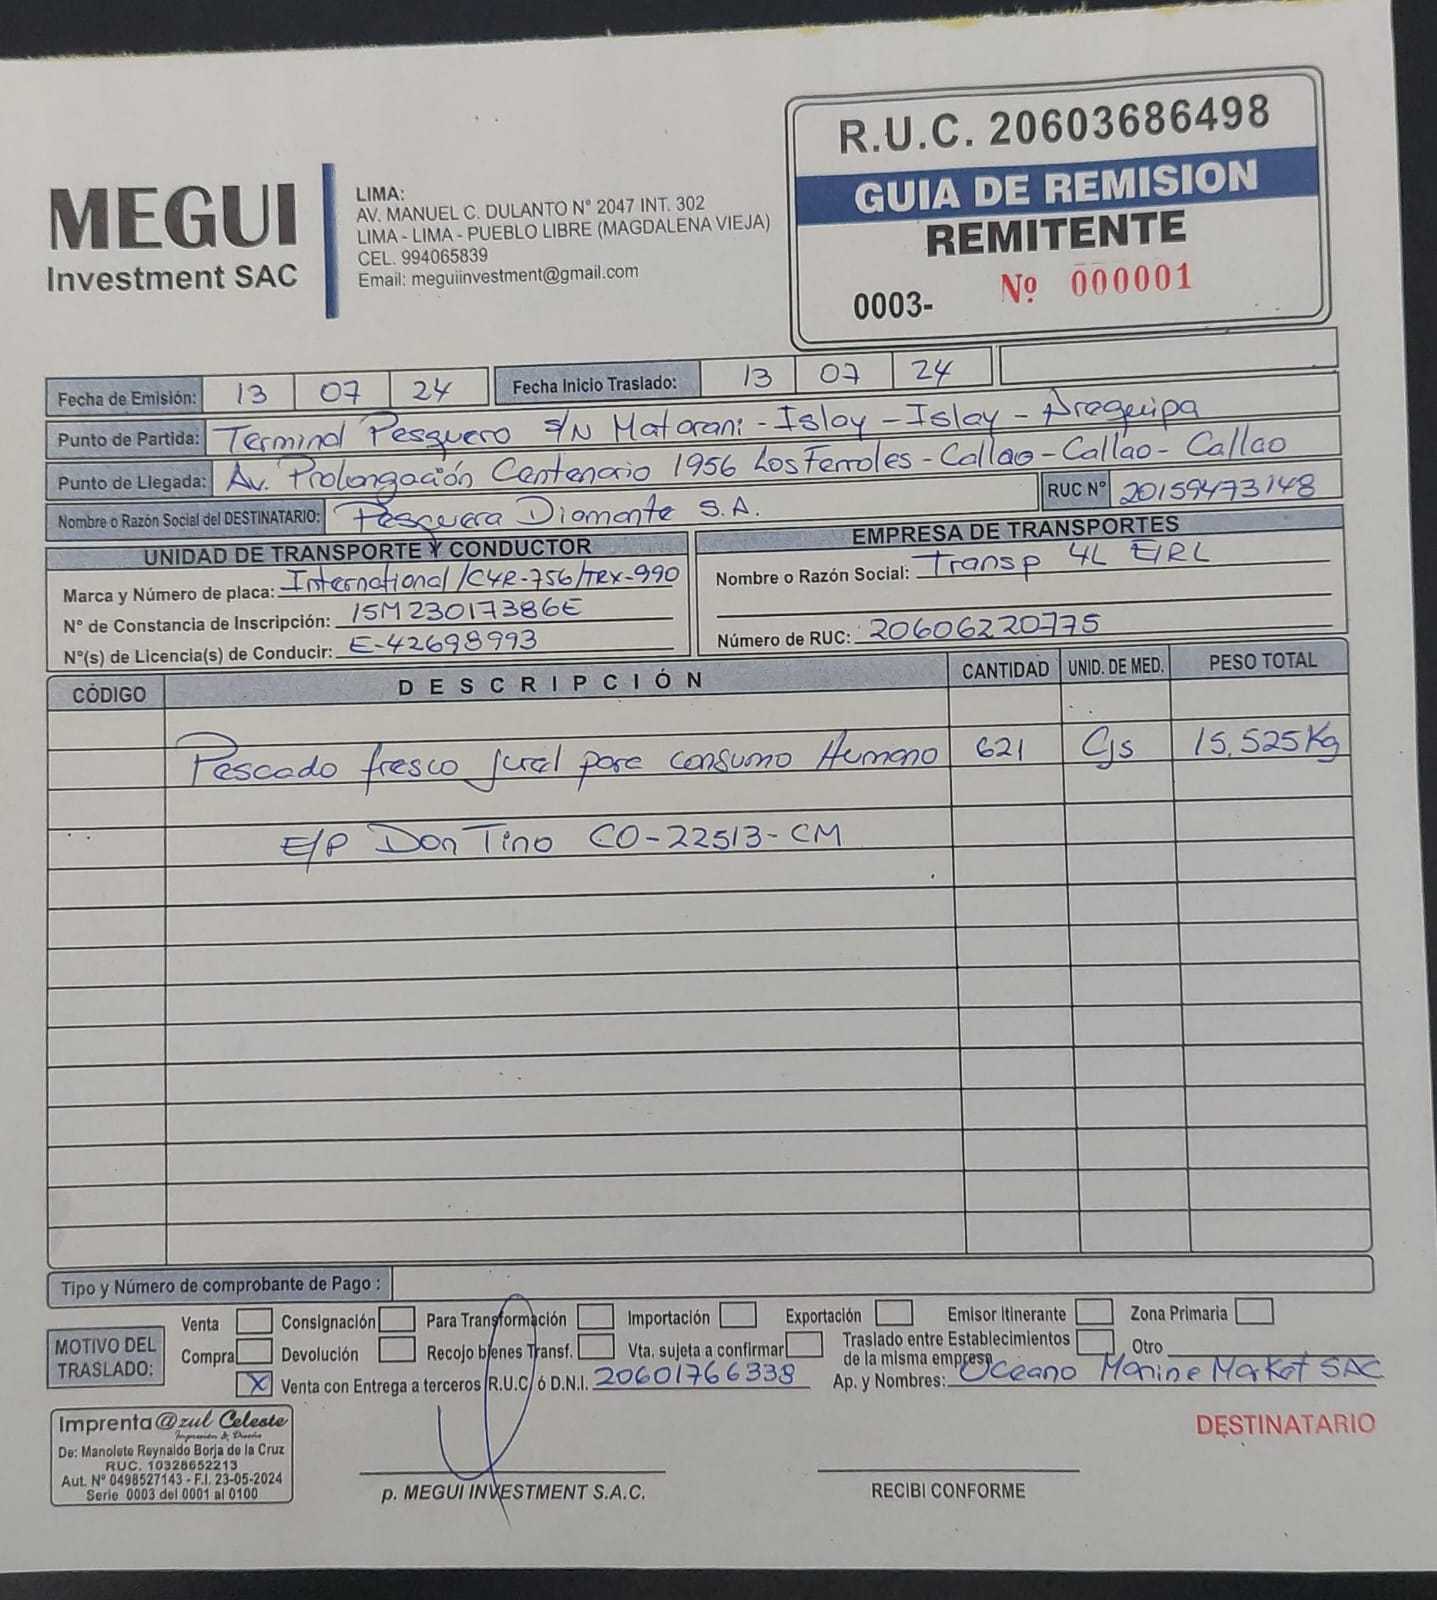 R.U.C. 20603686498
GUIA DE REMISION
REMITENTE
0003- Nº 000001
MEGUI
Investment SAC
LIMA:
AV. MANUEL C. DULANTO N° 2047 INT. 302
LIMA - LIMA - PUEBLO LIBRE (MAGDALENA VIEJA)
CEL. 994065839
Email: meguiinvestment@gmail.com
Fecha de Emisión: 13 07 24 Fecha Inicio Traslado: 13 07 24
Punto de Partida: Terminal Pesquero S/N Matarani - Islay - Islay - Arequipa
Punto de Llegada: Av. Prolongación Centenario 1956 Los Ferroles - Callao - Callao - Callao
Nombre o Razón Social del DESTINATARIO: Pesquera Diamante S.A. RUC N° 20159473148
UNIDAD DE TRANSPORTE Y CONDUCTOR
Marca y Número de placa: International/C4R-756/TRX-990
N° de Constancia de Inscripción: 15M23017386E
N°(s) de Licencia(s) de Conducir: E-42698993
EMPRESA DE TRANSPORTES
Nombre o Razón Social: Transp 4L EIRL
Número de RUC: 20606220775
CÓDIGO DESCRIPCIÓN CANTIDAD UNID. DE MED. PESO TOTAL
Pescado fresco jurel para consumo Humano 621 Cjs 15,525 Kg
E/P Don Tino CO-22513-CM
Tipo y Número de comprobante de Pago :
MOTIVO DEL TRASLADO:
Venta Consignación Para Transformación Importación Exportación Emisor Itinerante Zona Primaria
Compra Devolución Recojo bienes Transf. Vta. sujeta a confirmar Traslado entre Establecimientos de la misma empresa Otro
X Venta con Entrega a terceros R.U.C ó D.N.I. 20601766338 Ap. y Nombres: Oceano Marine Market SAC
Imprenta @zul Celeste
Impresión & Diseño
De: Manolete Reynaldo Borja de la Cruz
RUC. 10328652213
Aut. N° 0498527143 - F.I. 23-05-2024
Serie 0003 del 0001 al 0100
p. MEGUI INVESTMENT S.A.C.
RECIBI CONFORME
DESTINATARIO